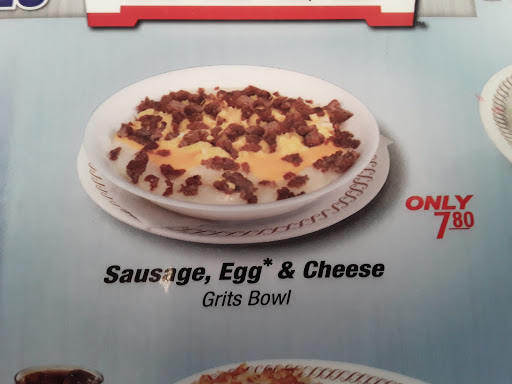 Sausage, Egg* & Cheese
Grits Bowl
ONLY
7.80